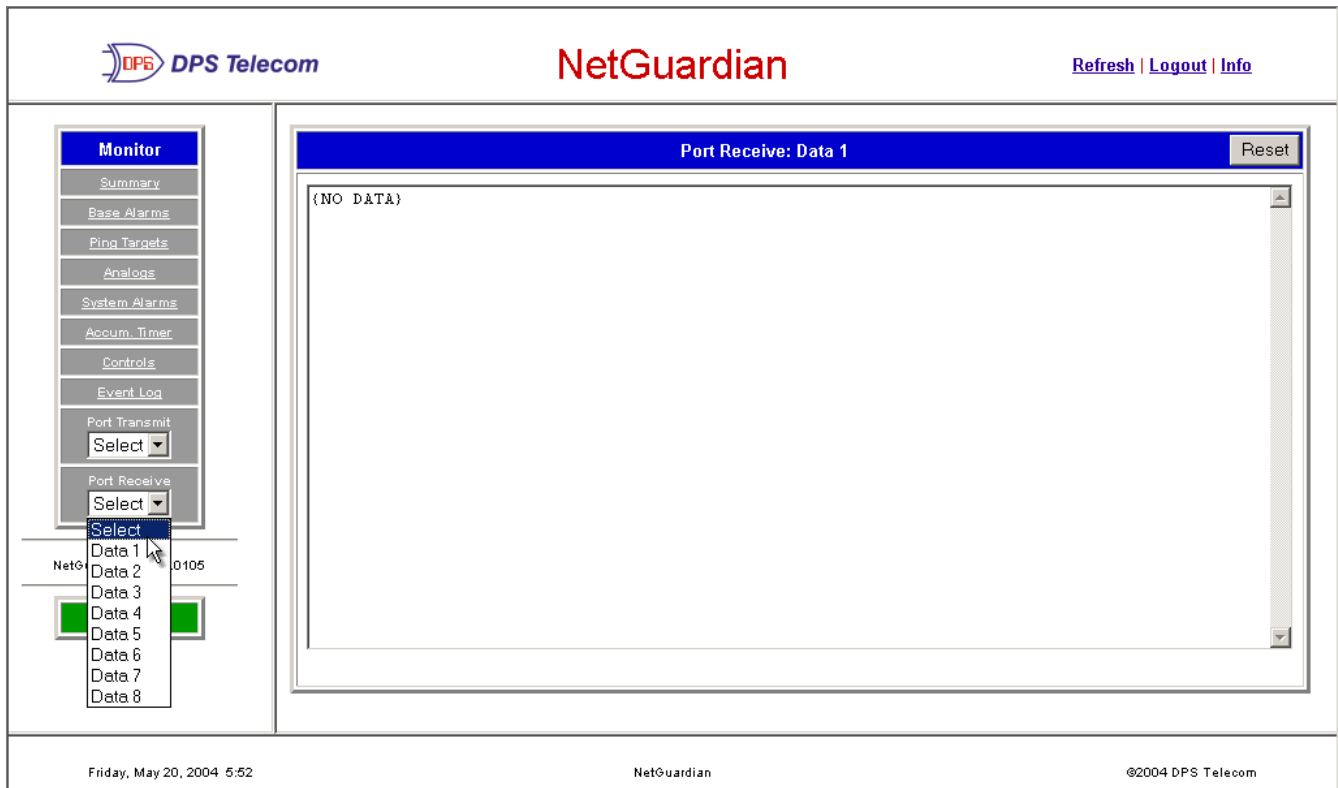 DPS DPS Telecom
NetGuardian
Refresh | Logout | Info
Monitor
Summary
Base Alarms
Ping Targets
Analogs
System Alarms
Accum. Timer
Controls
Event Log
Port Transmit
Select
Port Receive
Select
Select
Data 1
Data 2
Data 3
Data 4
Data 5
Data 6
Data 7
Data 8
0105
Port Receive: Data 1
Reset
{NO DATA}
Friday, May 20, 2004 5:52
NetGuardian
©2004 DPS Telecom